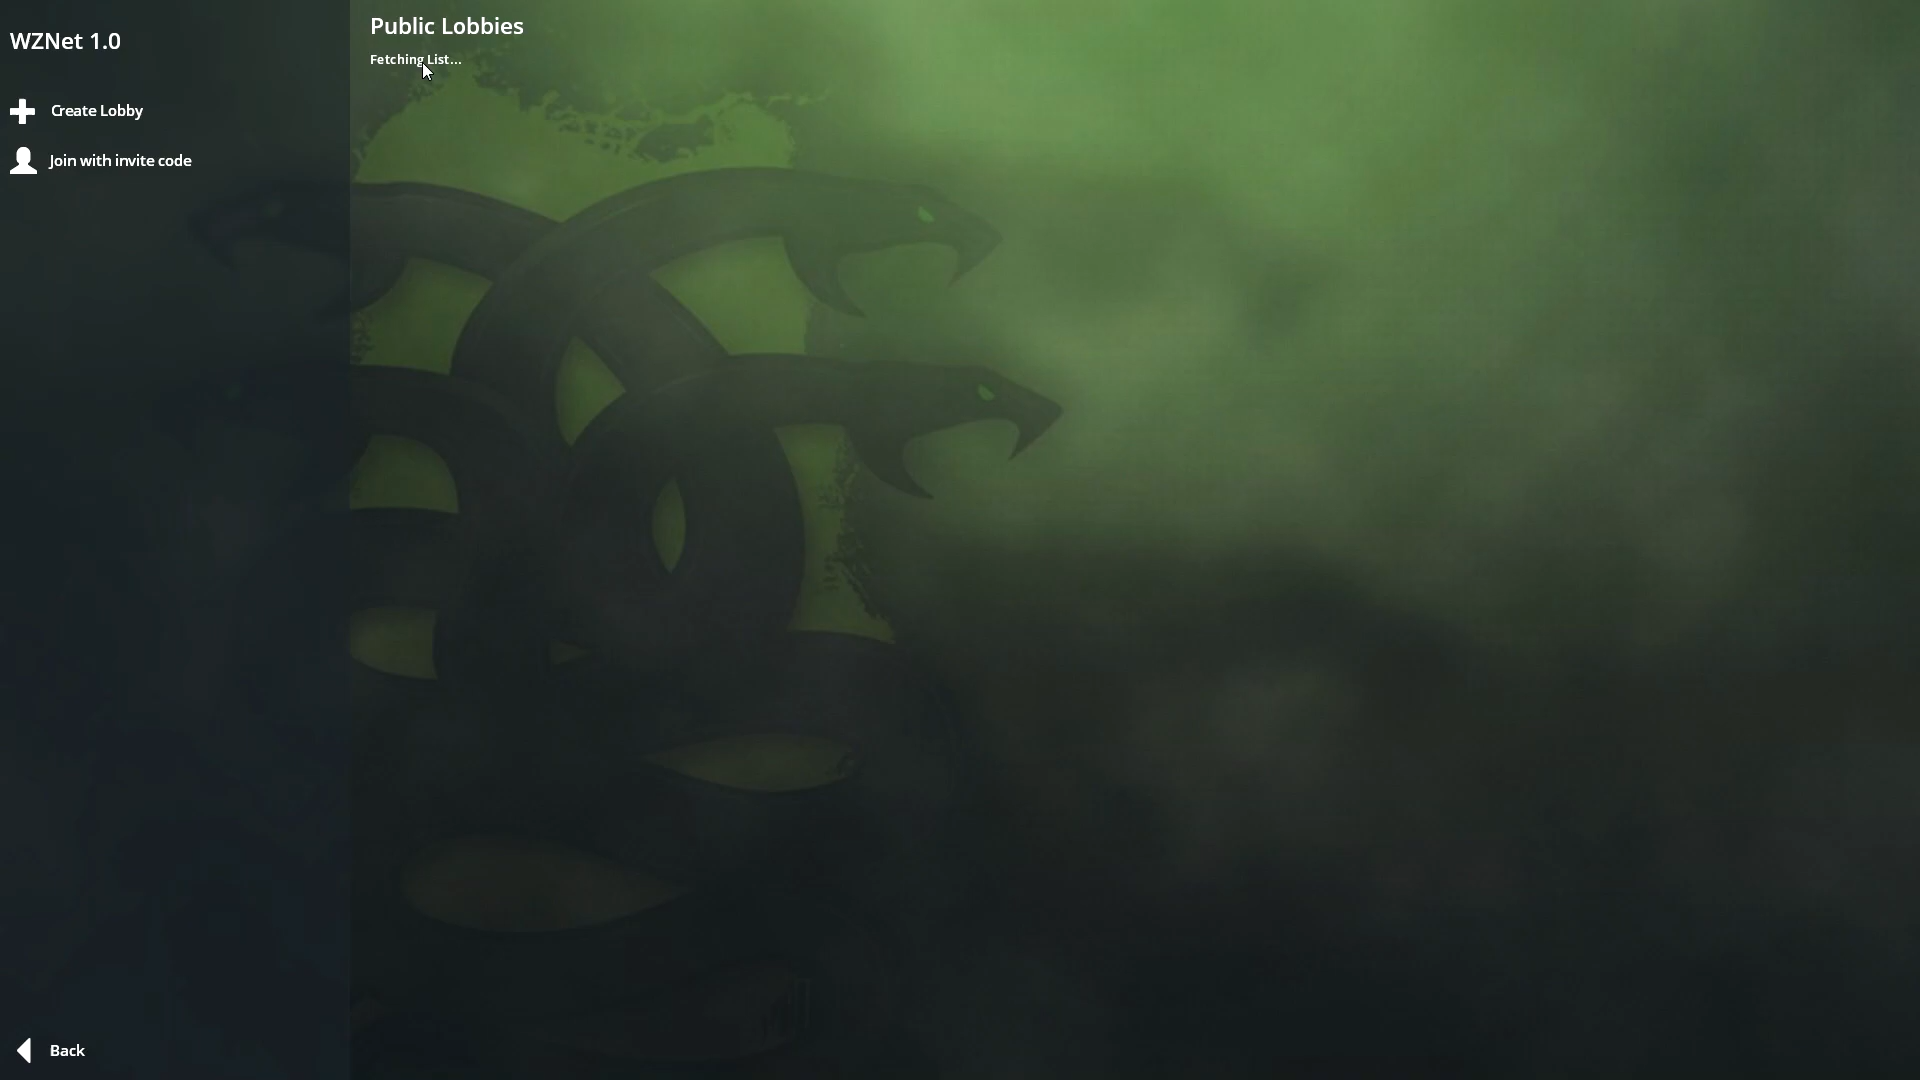 WZNet 1.0
Create Lobby
Join with invite code
Back
Public Lobbies
Fetching List...